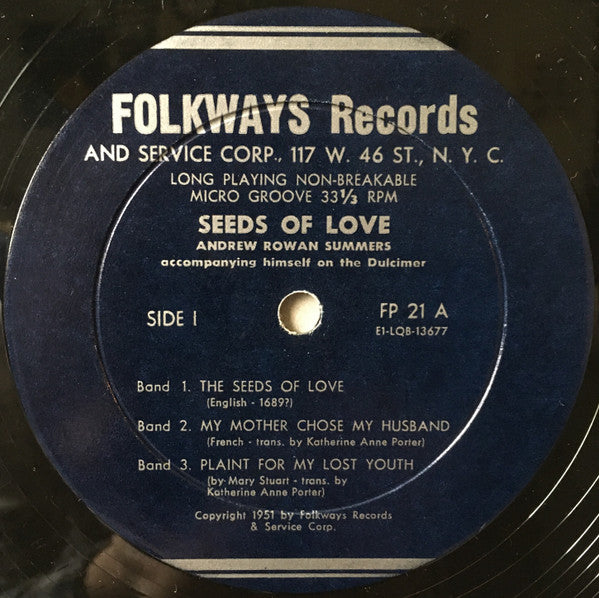 FOLKWAYS Records
AND SERVICE CORP., 117 W. 46 ST., N. Y. C.
LONG PLAYING NON-BREAKABLE
MICRO GROOVE 33⅓ RPM
SEEDS OF LOVE
ANDREW ROWAN SUMMERS
accompanying himself on the Dulcimer
SIDE I
FP 21 A
E1-LQB-13677
Band 1. THE SEEDS OF LOVE
(English - 1689?)
Band 2. MY MOTHER CHOSE MY HUSBAND
(French - trans. by Katherine Anne Porter)
Band 3. PLAINT FOR MY LOST YOUTH
(by Mary Stuart - trans. by
Katherine Anne Porter)
Copyright 1951 by Folkways Records
& Service Corp.